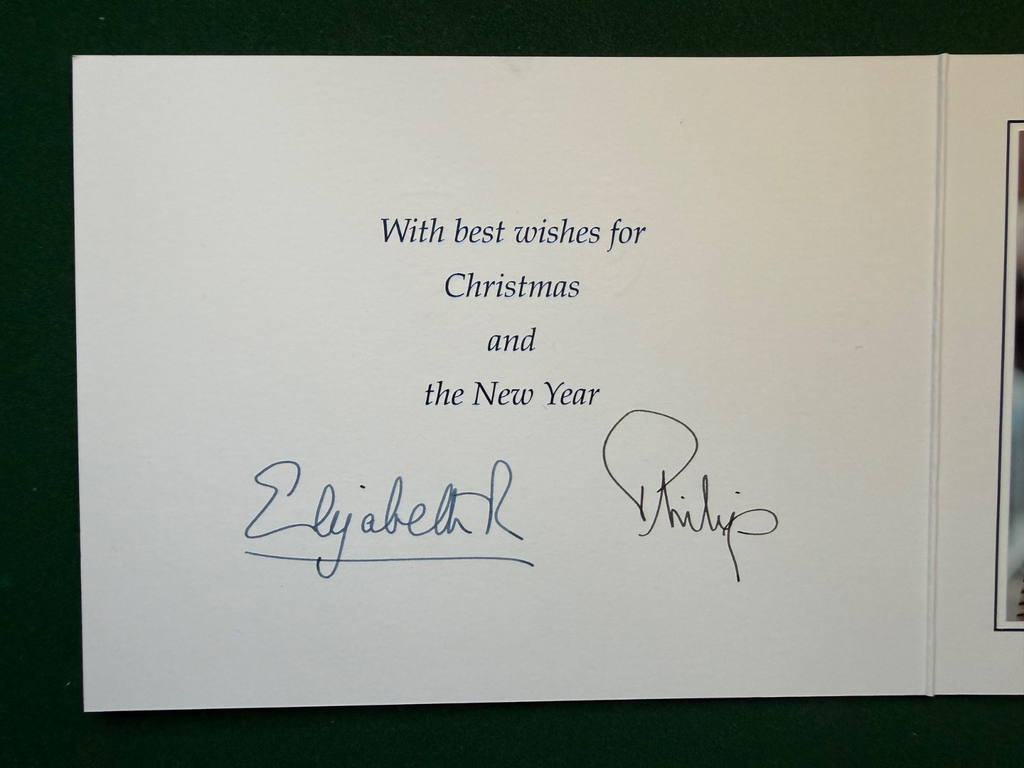 With best wishes for
Christmas
and
the New Year
Elizabeth R Philip